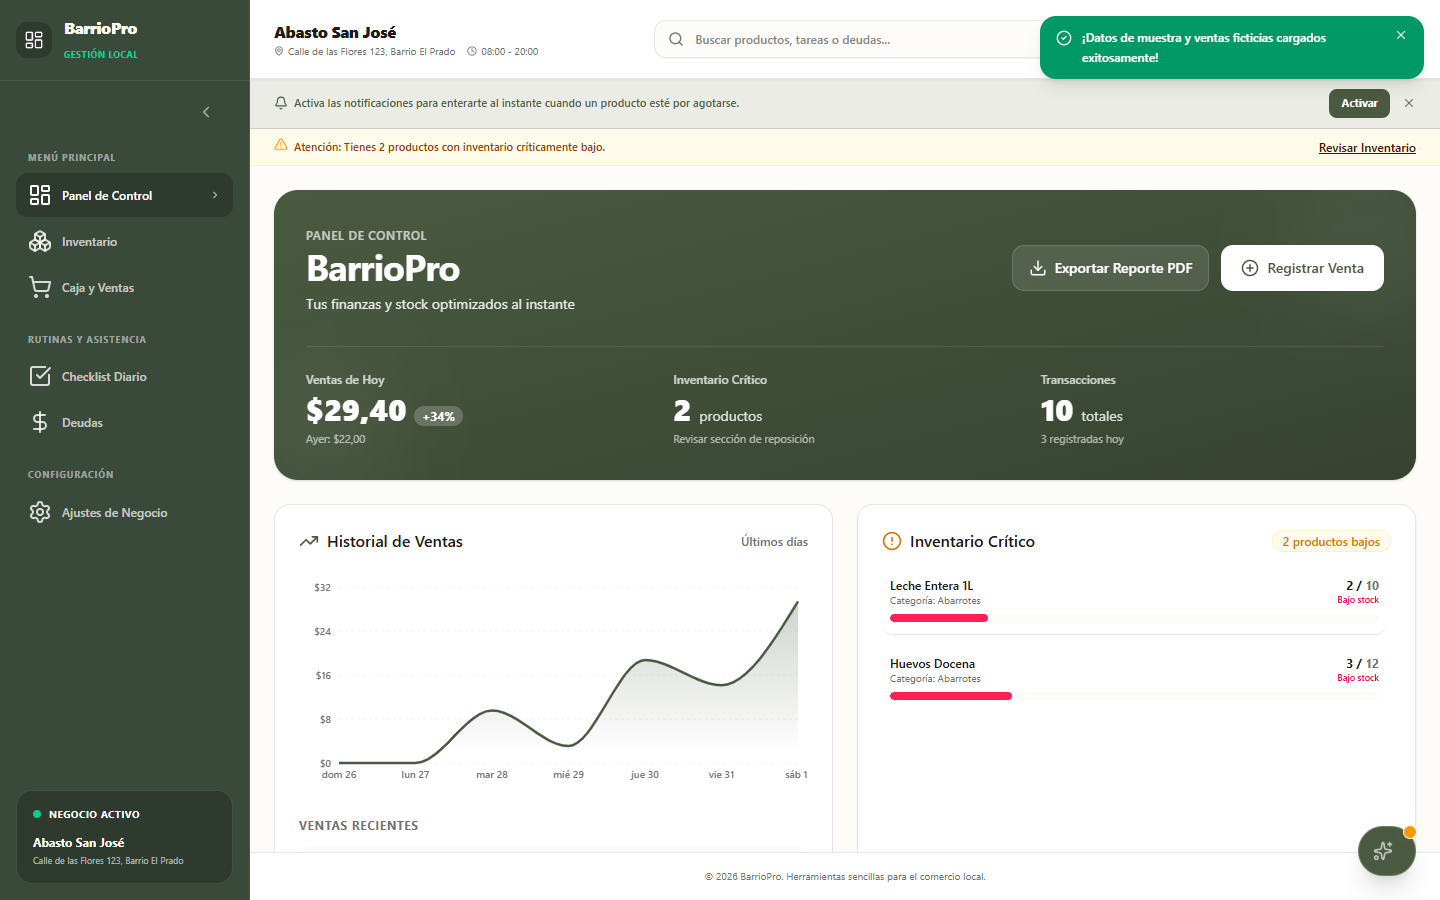 BarrioPro
GESTIÓN LOCAL
MENÚ PRINCIPAL
Panel de Control
Inventario
Caja y Ventas
RUTINAS Y ASISTENCIA
Checklist Diario
Deudas
CONFIGURACIÓN
Ajustes de Negocio
NEGOCIO ACTIVO
Abasto San José
Calle de las Flores 123, Barrio El Prado
Abasto San José
Calle de las Flores 123, Barrio El Prado 08:00 - 20:00
Buscar productos, tareas o deudas...
¡Datos de muestra y ventas ficticias cargados
exitosamente!
Activa las notificaciones para enterarte al instante cuando un producto esté por agotarse.
Activar
Atención: Tienes 2 productos con inventario críticamente bajo.
Revisar Inventario
PANEL DE CONTROL
BarrioPro
Tus finanzas y stock optimizados al instante
Exportar Reporte PDF
Registrar Venta
Ventas de Hoy
$29,40 +34%
Ayer: $22,00
Inventario Crítico
2 productos
Revisar sección de reposición
Transacciones
10 totales
3 registradas hoy
Historial de Ventas
Últimos días
$32
$24
$16
$8
$0
dom 26 lun 27 mar 28 mié 29 jue 30 vie 31 sáb 1
VENTAS RECIENTES
Inventario Crítico
2 productos bajos
Leche Entera 1L
2 / 10
Categoría: Abarrotes
Bajo stock
Huevos Docena
3 / 12
Categoría: Abarrotes
Bajo stock
© 2026 BarrioPro. Herramientas sencillas para el comercio local.